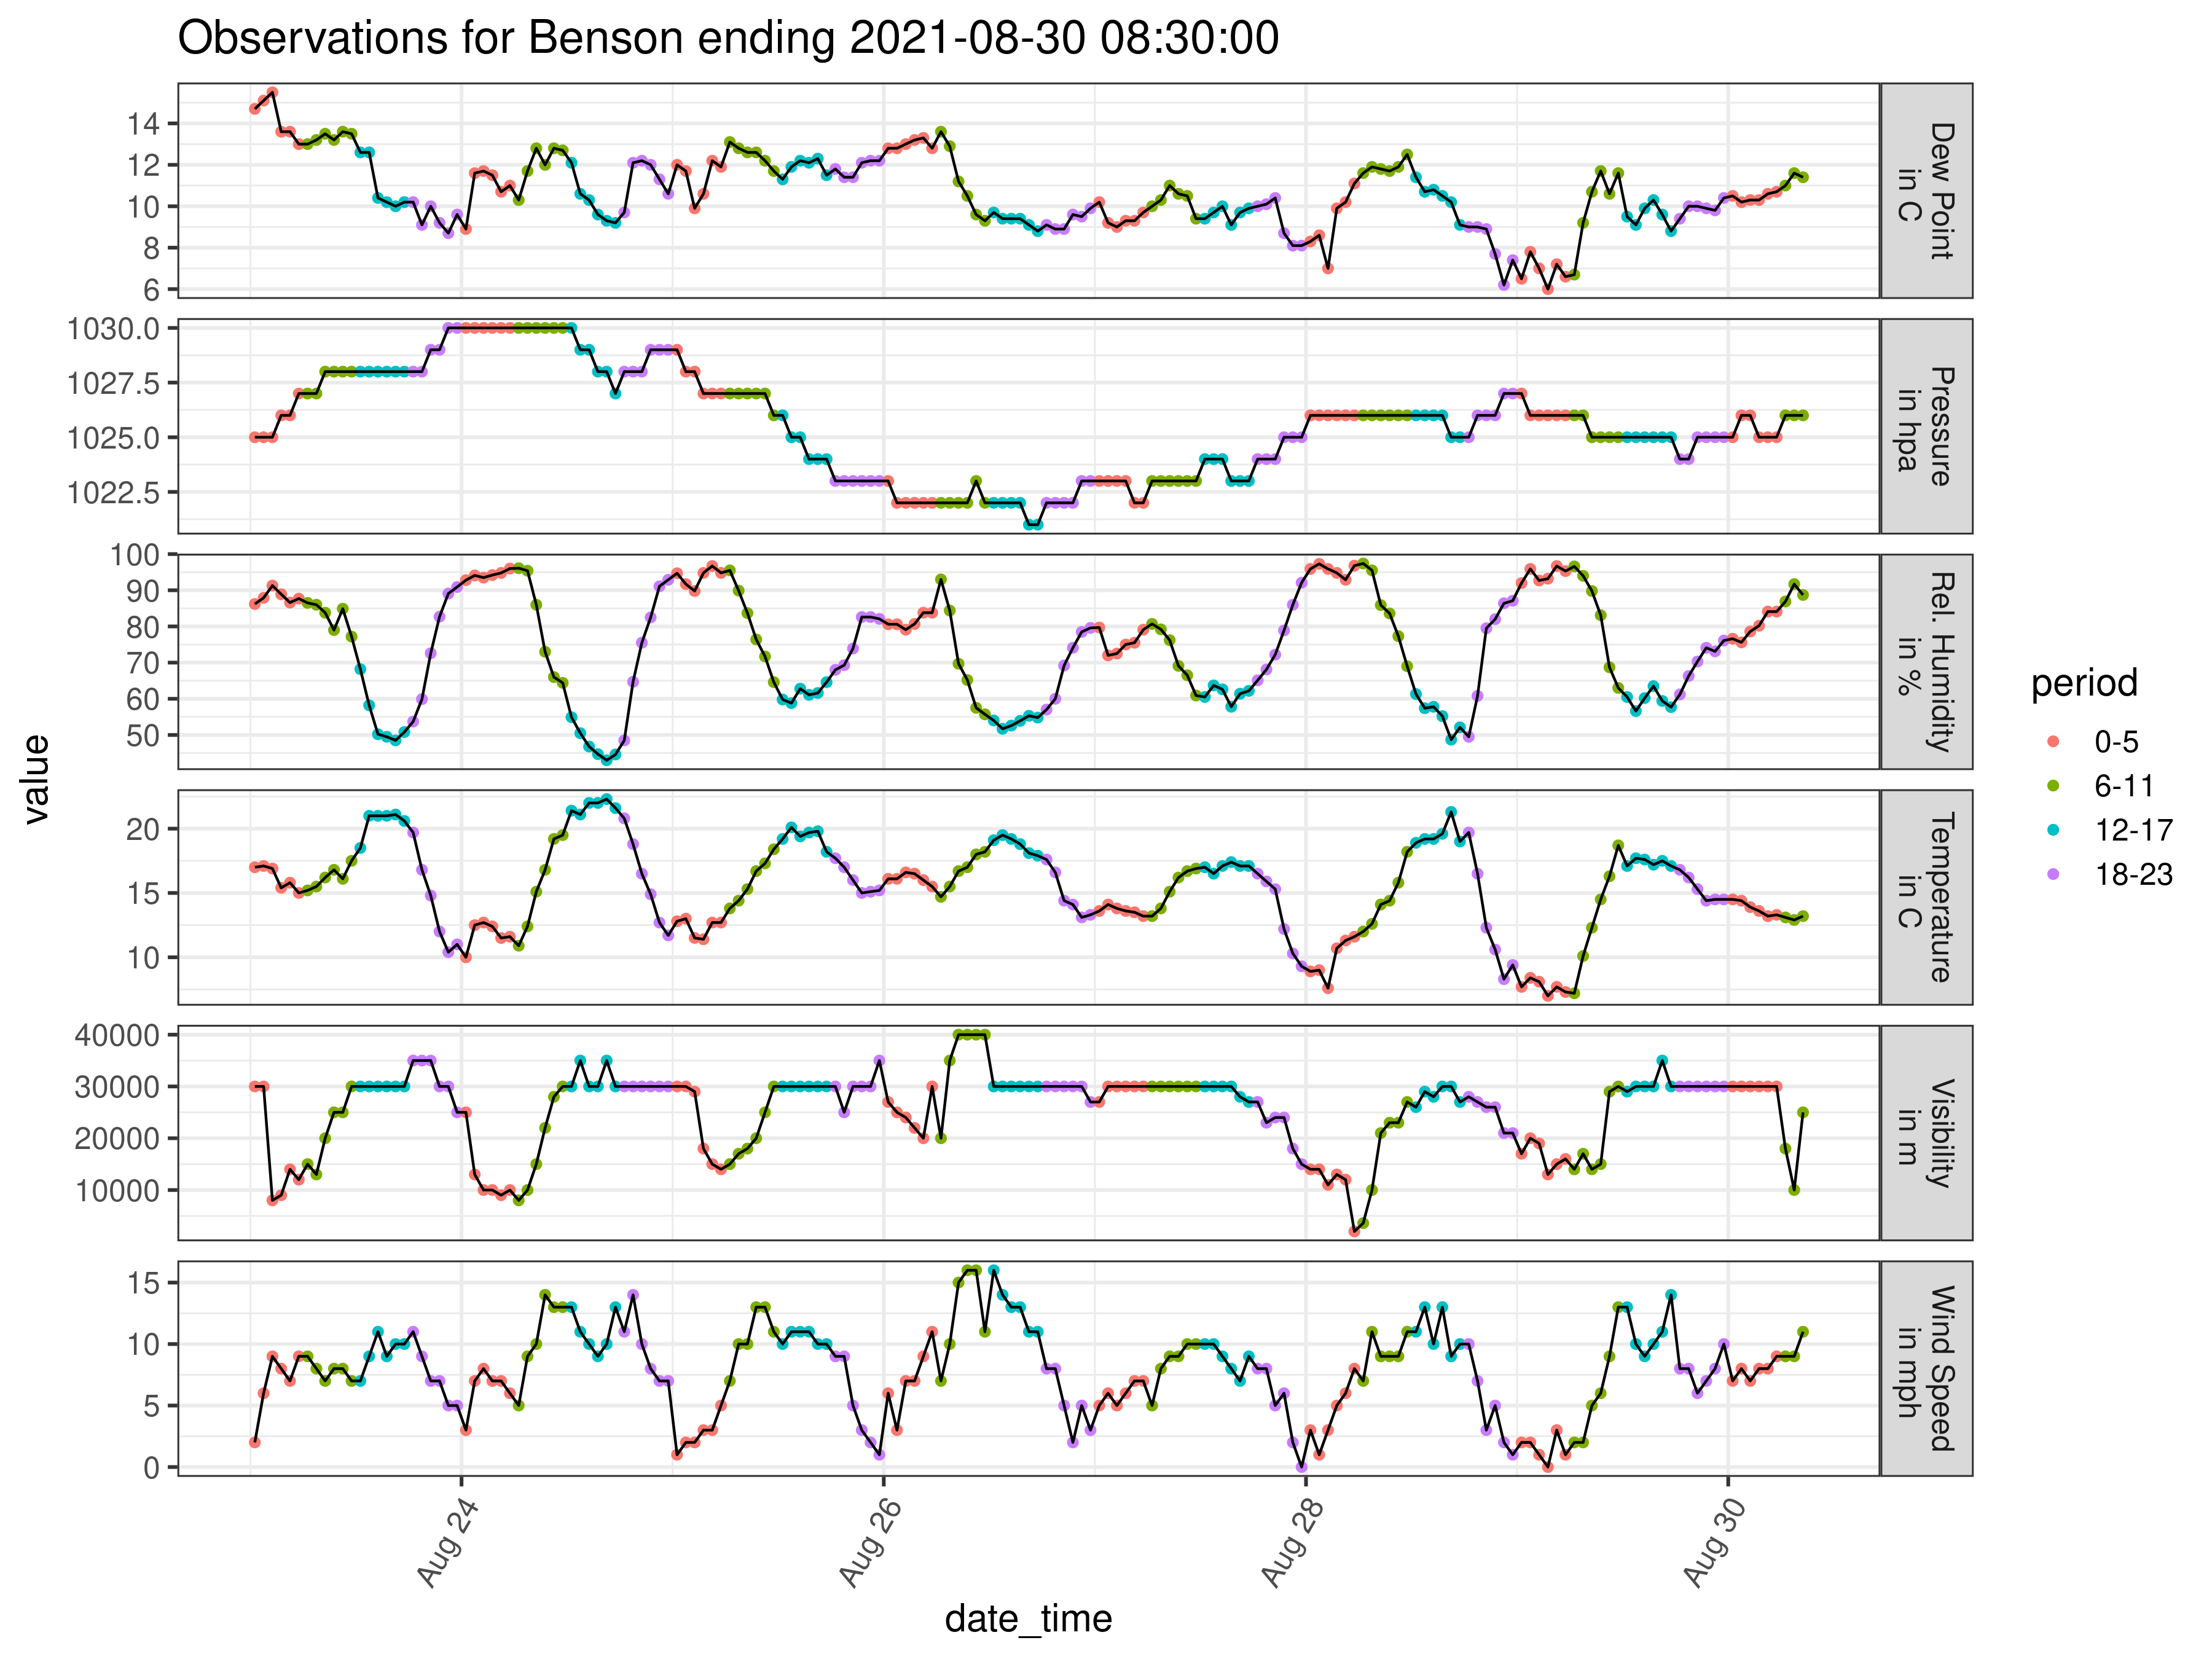 Observations for Benson ending 2021-08-30 08:30:00
14
12
10
8
6
Dew Point
in C
1030.0
1027.5
1025.0
1022.5
Pressure
in hpa
100
90
80
70
60
50
Rel. Humidity
in %
20
15
10
Temperature
in C
40000
30000
20000
10000
Visibility
in m
15
10
5
0
Wind Speed
in mph
value
Aug 24
Aug 26
Aug 28
Aug 30
date_time
period
0-5
6-11
12-17
18-23